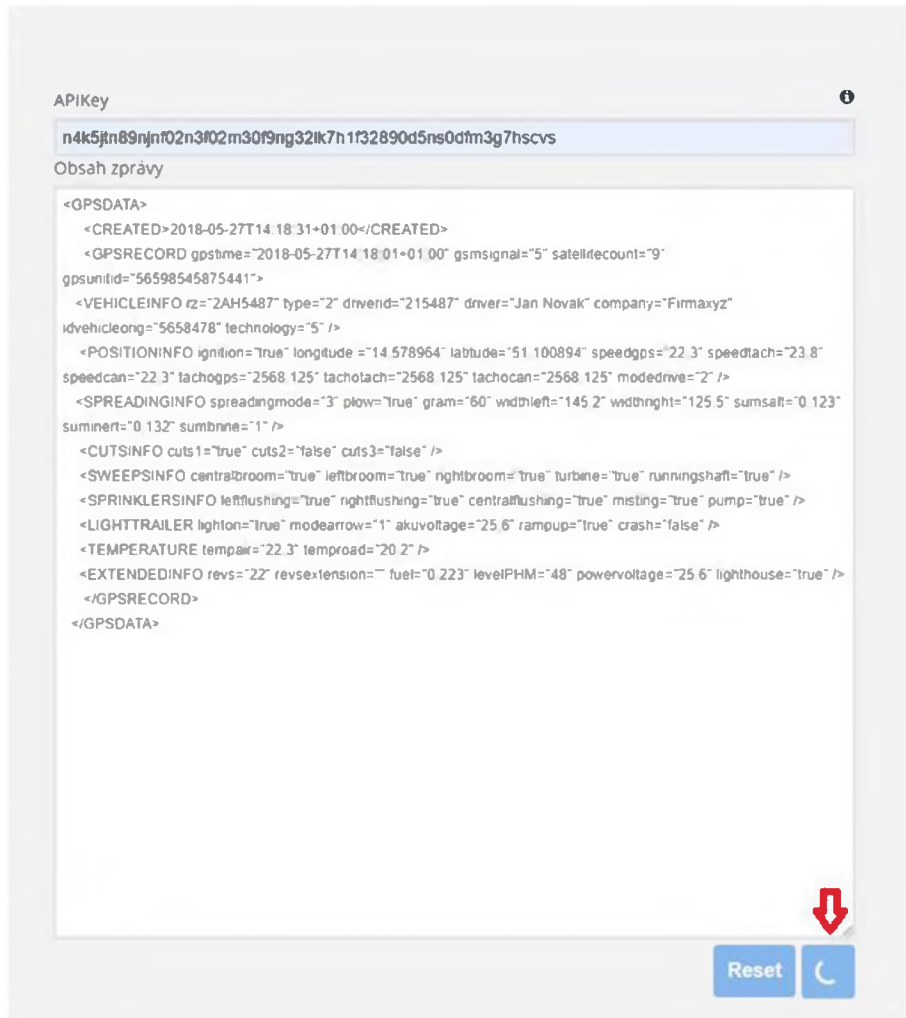 APIKey
Obsah zprávy
<GPSDATA>
<CREATED>2018-05-27T14:18:31+01:00</CREATED>
<GPSRECORD gpstime="2018-05-27T14:18:01+01:00" gsmsignal="5" satellitecount="9"
gpsunitid="56598545875441">
<VEHICLEINFO rz="2AH5487" type="2" driverid="215487" driver="Jan Novak" company="Firmaxyz"
idvehicleorig="5658478" technology="5" />
<POSITIONINFO ignition="true" longitude ="14.578964" latitude="51.100894" speedgps="22.3" speedtach="23.8"
speedcan="22.3" tachogps="2568.125" tachotach="2568.125" tachocan="2568.125" modedrive="2" />
<SPREADINGINFO spreadingmode="3" plow="true" gram="60" widthleft="145.2" widthright="125.5" sumsalt="0.123"
suminert="0.132" sumbrine="1" />
<CUTSINFO cuts1="true" cuts2="false" cuts3="false" />
<SWEEPSINFO centralbroom="true" leftbroom="true" rightbroom="true" turbine="true" runningshaft="true" />
<SPRINKLERSINFO leftflushing="true" rightflushing="true" centralflushing="true" misting="true" pump="true" />
<LIGHTTRAILER lighton="true" modearrow="1" akuvoltage="25.6" rampup="true" crash="false" />
<TEMPERATURE tempair="22.3" temproad="20.2" />
<EXTENDEDINFO revs="22" revsextension="" fuel="0.223" levelPHM="48" powervoltage="25.6" lighthouse="true" />
</GPSRECORD>
</GPSDATA>
Reset